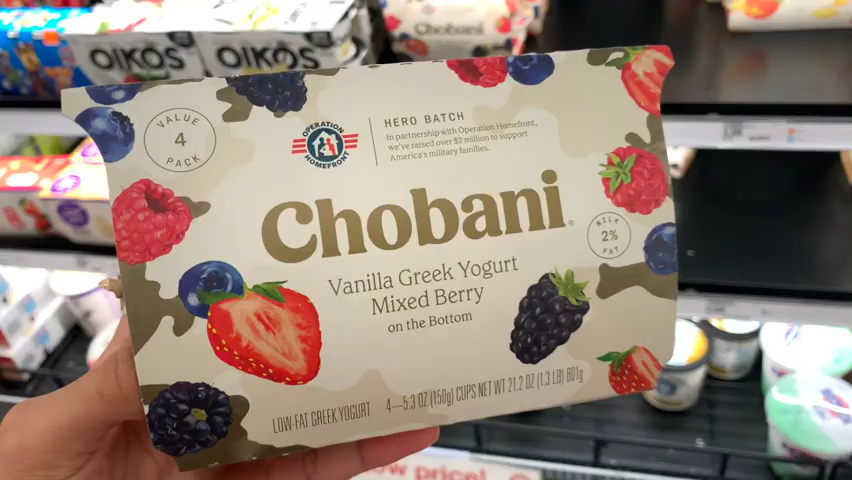 OIKOS
OIKOS
Chobani
VALUE
4
PACK
OPERATION
HOMEFRONT
HERO BATCH
In partnership with Operation Homefront,
we've raised over $2 million to support
America's military families.
Chobani®
MILK
2%
FAT
Vanilla Greek Yogurt
Mixed Berry
on the Bottom
LOW-FAT GREEK YOGURT 4—5.3 OZ (150g) CUPS NET WT 21.2 OZ (1.3 LB) 601g
low price!